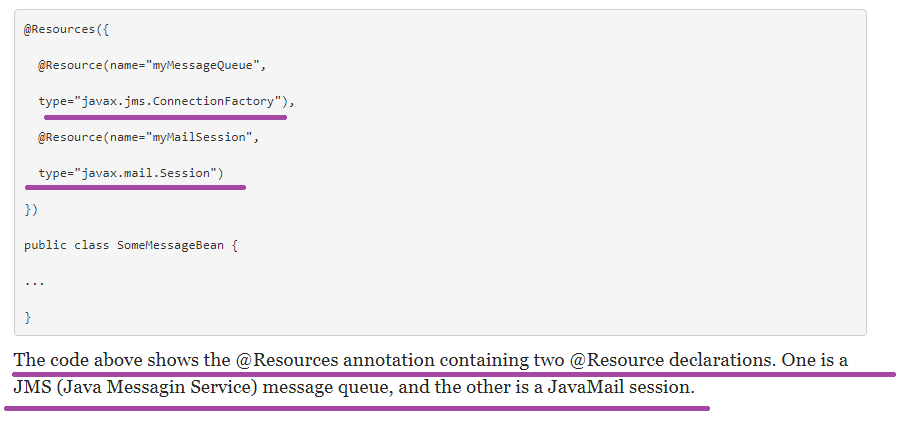 @Resources({
@Resource(name="myMessageQueue",
type="javax.jms.ConnectionFactory"),
@Resource(name="myMailSession",
type="javax.mail.Session")
})
public class SomeMessageBean {
...
}
The code above shows the @Resources annotation containing two @Resource declarations. One is a
JMS (Java Messagin Service) message queue, and the other is a JavaMail session.